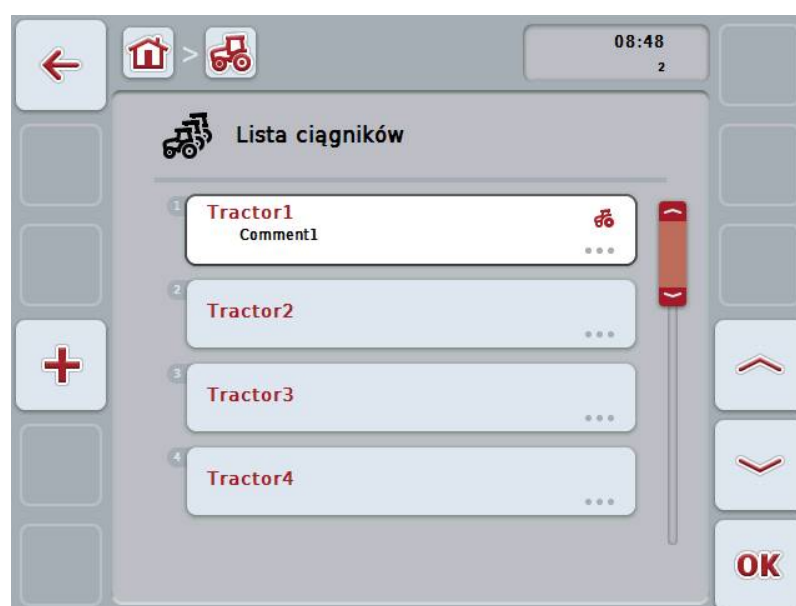 08:48
2
Lista ciągników
1
Tractor1
Comment1
2
Tractor2
3
Tractor3
4
Tractor4
OK